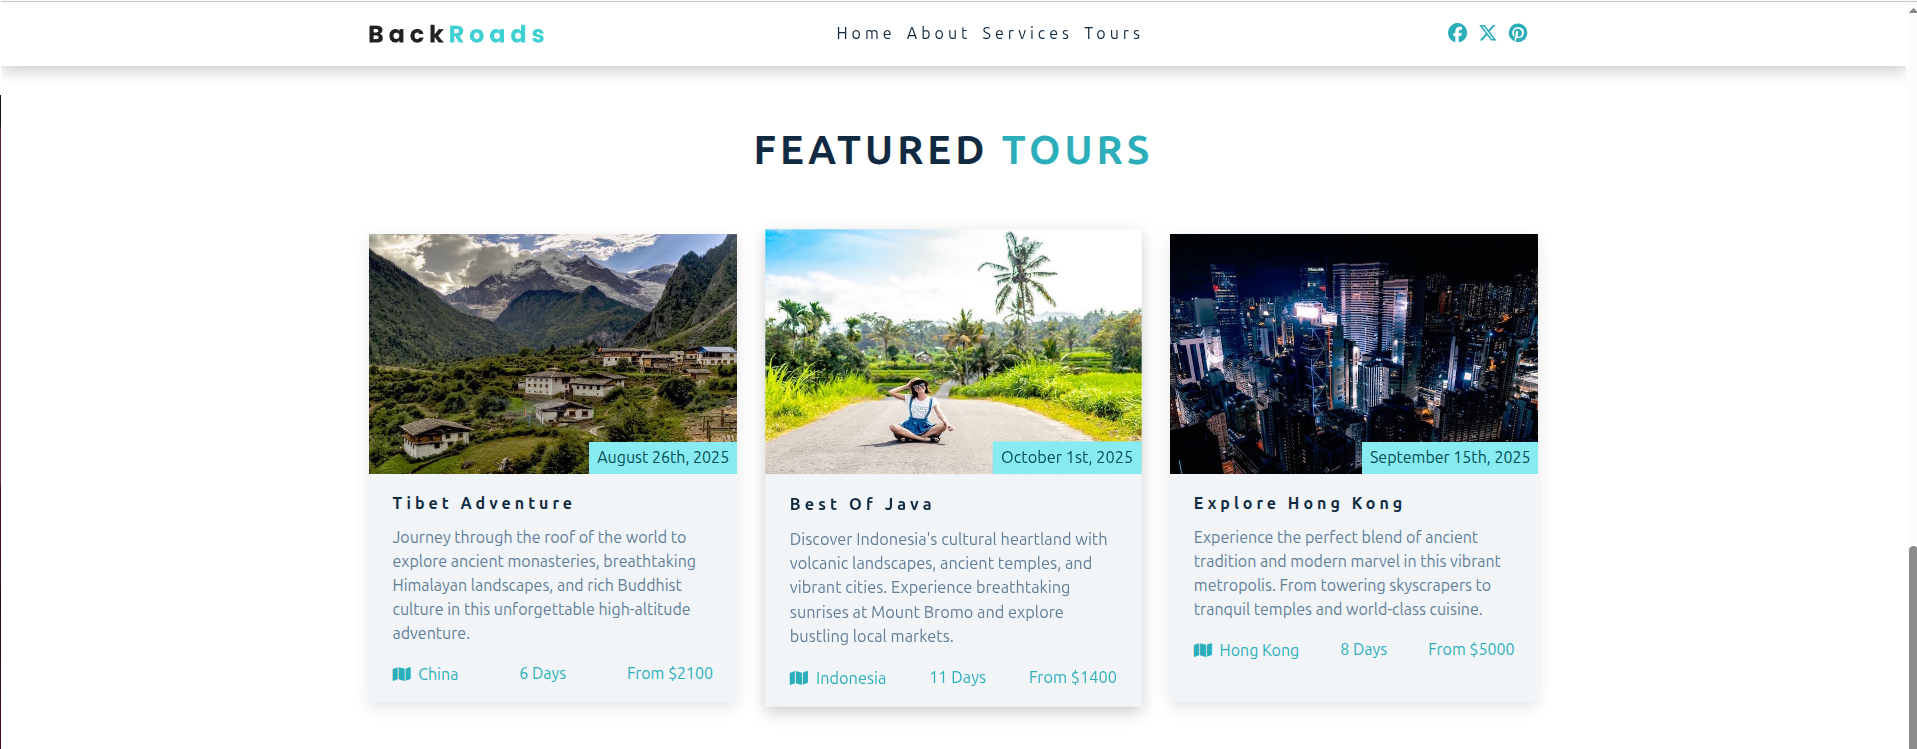 BackRoads
Home About Services Tours
FEATURED TOURS
August 26th, 2025
Tibet Adventure
Journey through the roof of the world to
explore ancient monasteries, breathtaking
Himalayan landscapes, and rich Buddhist
culture in this unforgettable high-altitude
adventure.
China 6 Days From $2100
October 1st, 2025
Best Of Java
Discover Indonesia's cultural heartland with
volcanic landscapes, ancient temples, and
vibrant cities. Experience breathtaking
sunrises at Mount Bromo and explore
bustling local markets.
Indonesia 11 Days From $1400
September 15th, 2025
Explore Hong Kong
Experience the perfect blend of ancient
tradition and modern marvel in this vibrant
metropolis. From towering skyscrapers to
tranquil temples and world-class cuisine.
Hong Kong 8 Days From $5000